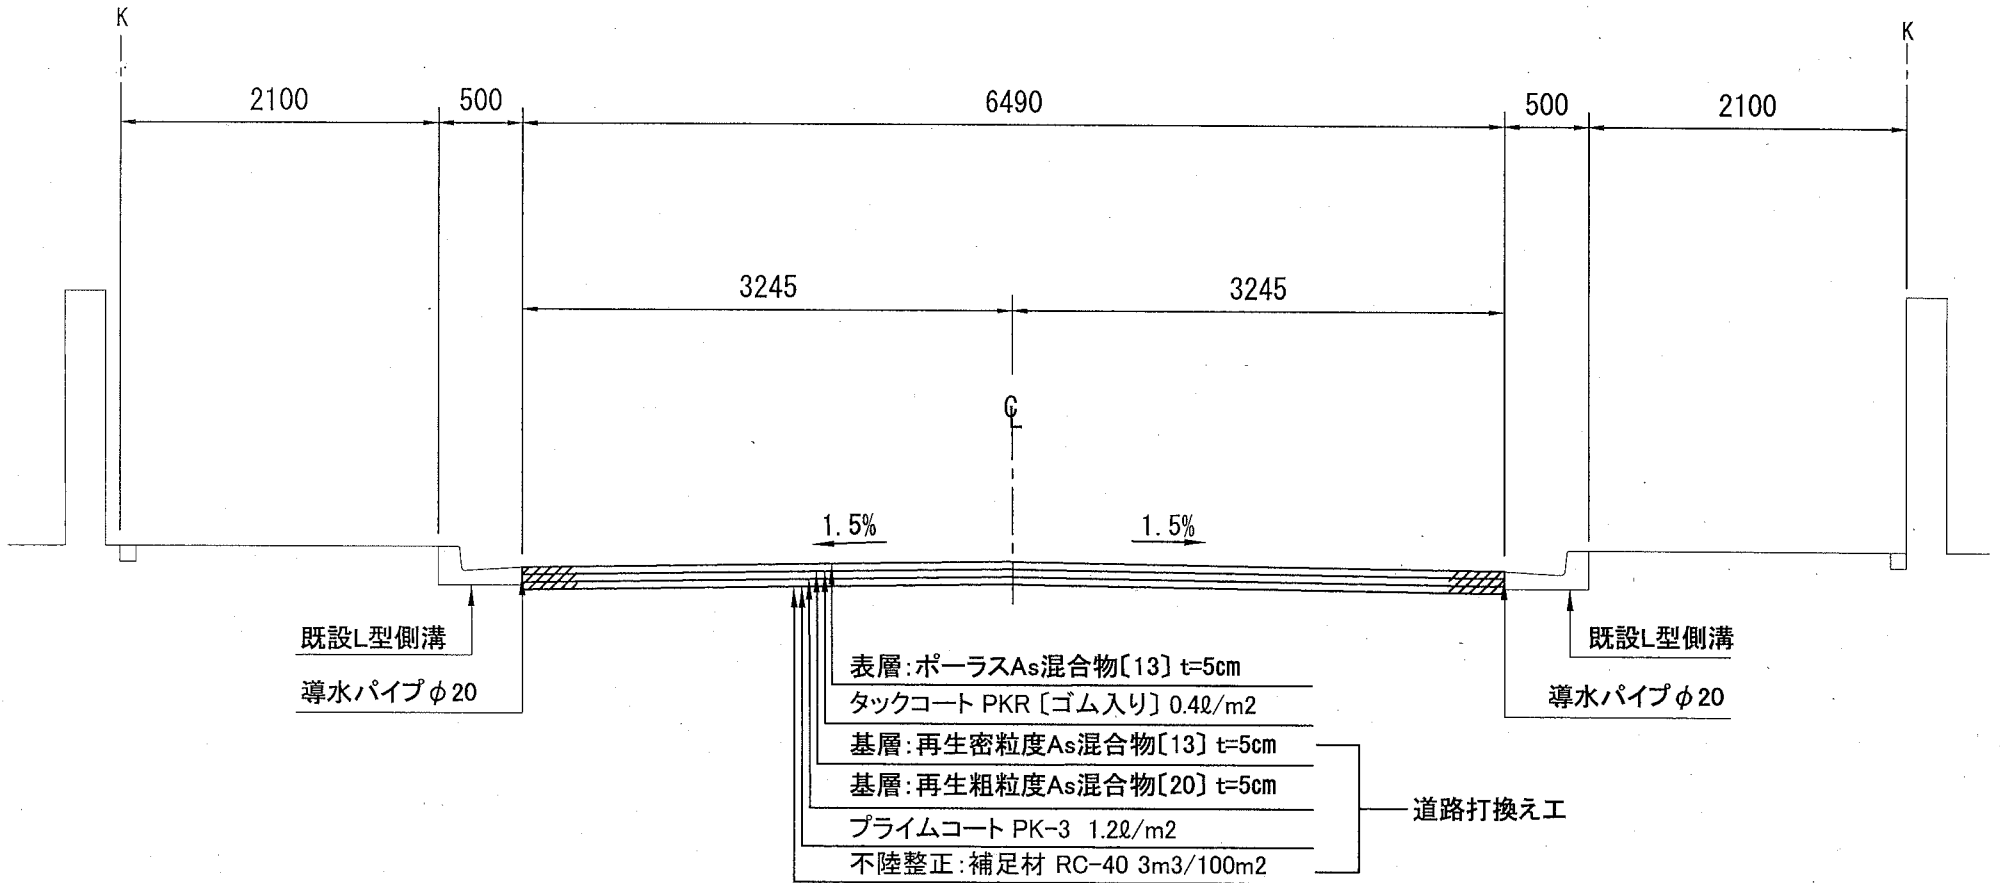 K
K
2100
500
6490
500
2100
3245
3245
℄
1.5%
1.5%
既設L型側溝
導水パイプφ20
既設L型側溝
導水パイプφ20
表層:ポーラスAs混合物〔13〕t=5cm
タックコート PKR〔ゴム入り〕0.4ℓ/m2
基層:再生密粒度As混合物〔13〕t=5cm
基層:再生粗粒度As混合物〔20〕t=5cm
プライムコート PK-3 1.2ℓ/m2
不陸整正:補足材 RC-40 3m3/100m2
道路打換え工